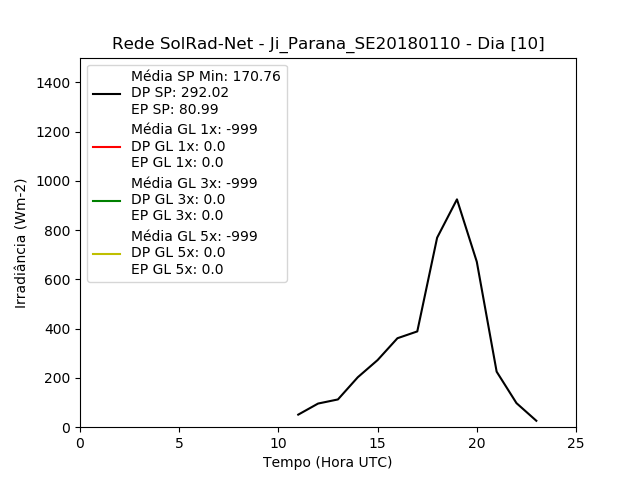 Rede SolRad-Net - Ji_Parana_SE20180110 - Dia [10]
Média SP Min: 170.76
DP SP: 292.02
EP SP: 80.99
Média GL 1x: -999
DP GL 1x: 0.0
EP GL 1x: 0.0
Média GL 3x: -999
DP GL 3x: 0.0
EP GL 3x: 0.0
Média GL 5x: -999
DP GL 5x: 0.0
EP GL 5x: 0.0
Irradiância (Wm-2)
1400
1200
1000
800
600
400
200
0
0 5 10 15 20 25
Tempo (Hora UTC)